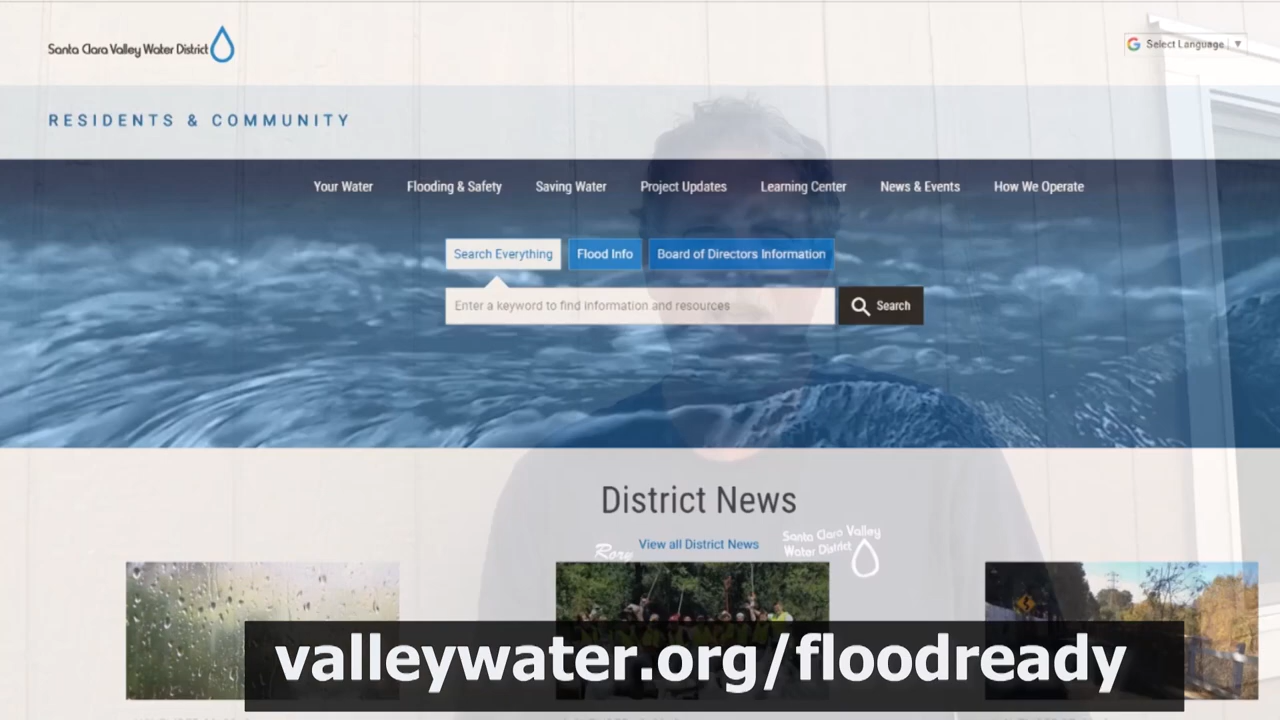 Santa Clara Valley Water District
Select Language
RESIDENTS & COMMUNITY
Your Water Flooding & Safety Saving Water Project Updates Learning Center News & Events How We Operate
Search Everything Flood Info Board of Directors Information
Enter a keyword to find information and resources Search
District News
View all District News
Rory
Santa Clara Valley
Water District
valleywater.org/floodready